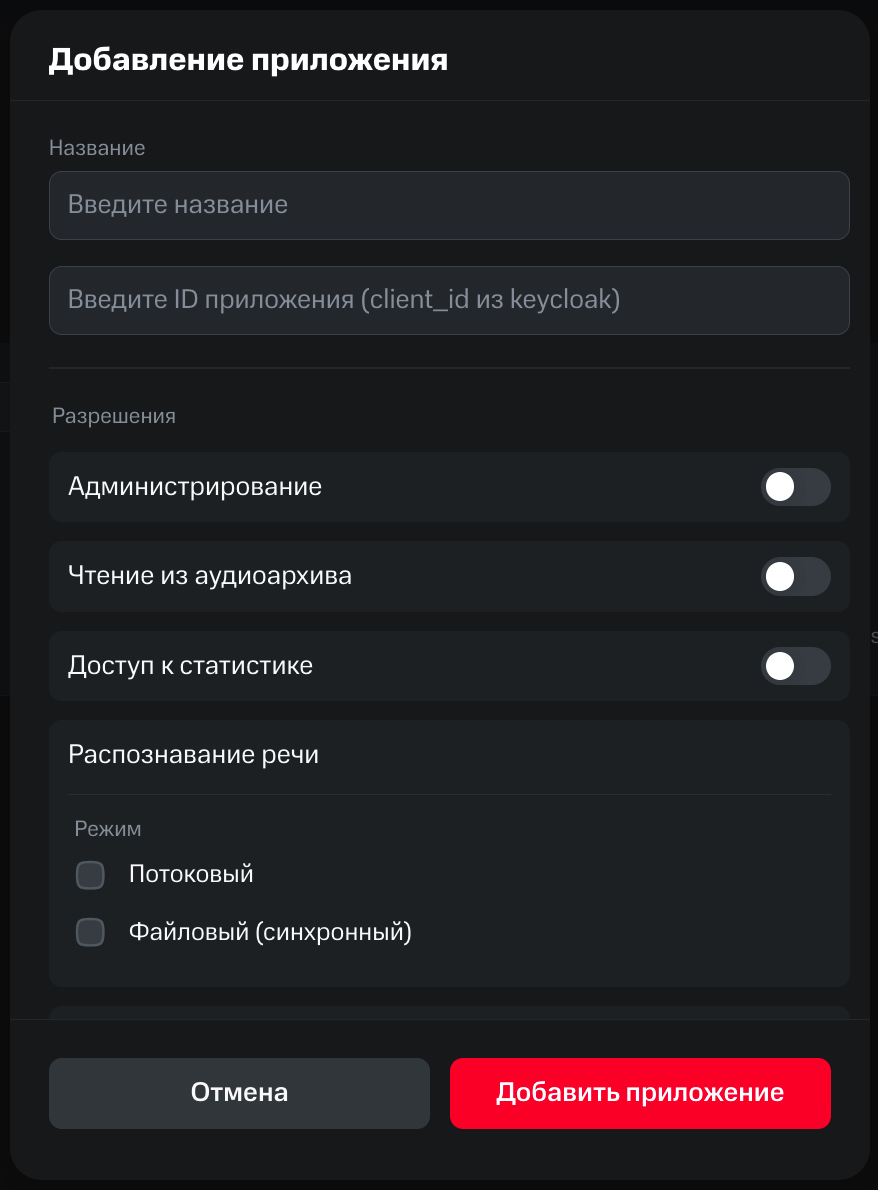 Добавление приложения
Название
Введите название
Введите ID приложения (client_id из keycloak)
Разрешения
Администрирование
Чтение из аудиоархива
Доступ к статистике
Распознавание речи
Режим
Потоковый
Файловый (синхронный)
Отмена
Добавить приложение